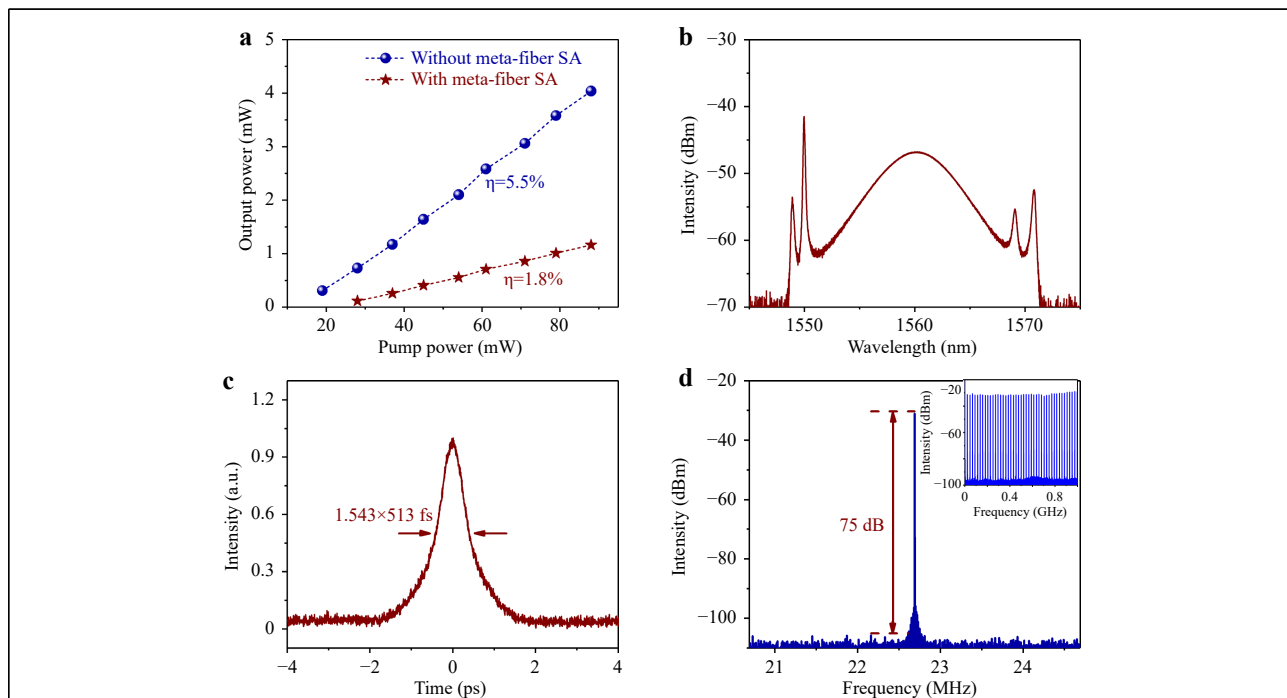 a
5
4
3
2
1
0
Output power (mW)
Without meta-fiber SA
With meta-fiber SA
η=5.5%
η=1.8%
20 40 60 80
Pump power (mW)
b
−30
−40
−50
−60
−70
Intensity (dBm)
1550 1560 1570
Wavelength (nm)
c
1.2
0.9
0.6
0.3
0
Intensity (a.u.)
1.543×513 fs
−4 −2 0 2 4
Time (ps)
d
−20
−40
−60
−80
−100
Intensity (dBm)
75 dB
21 22 23 24
Frequency (MHz)
−20
−60
−100
Intensity (dBm)
0 0.4 0.8
Frequency (GHz)